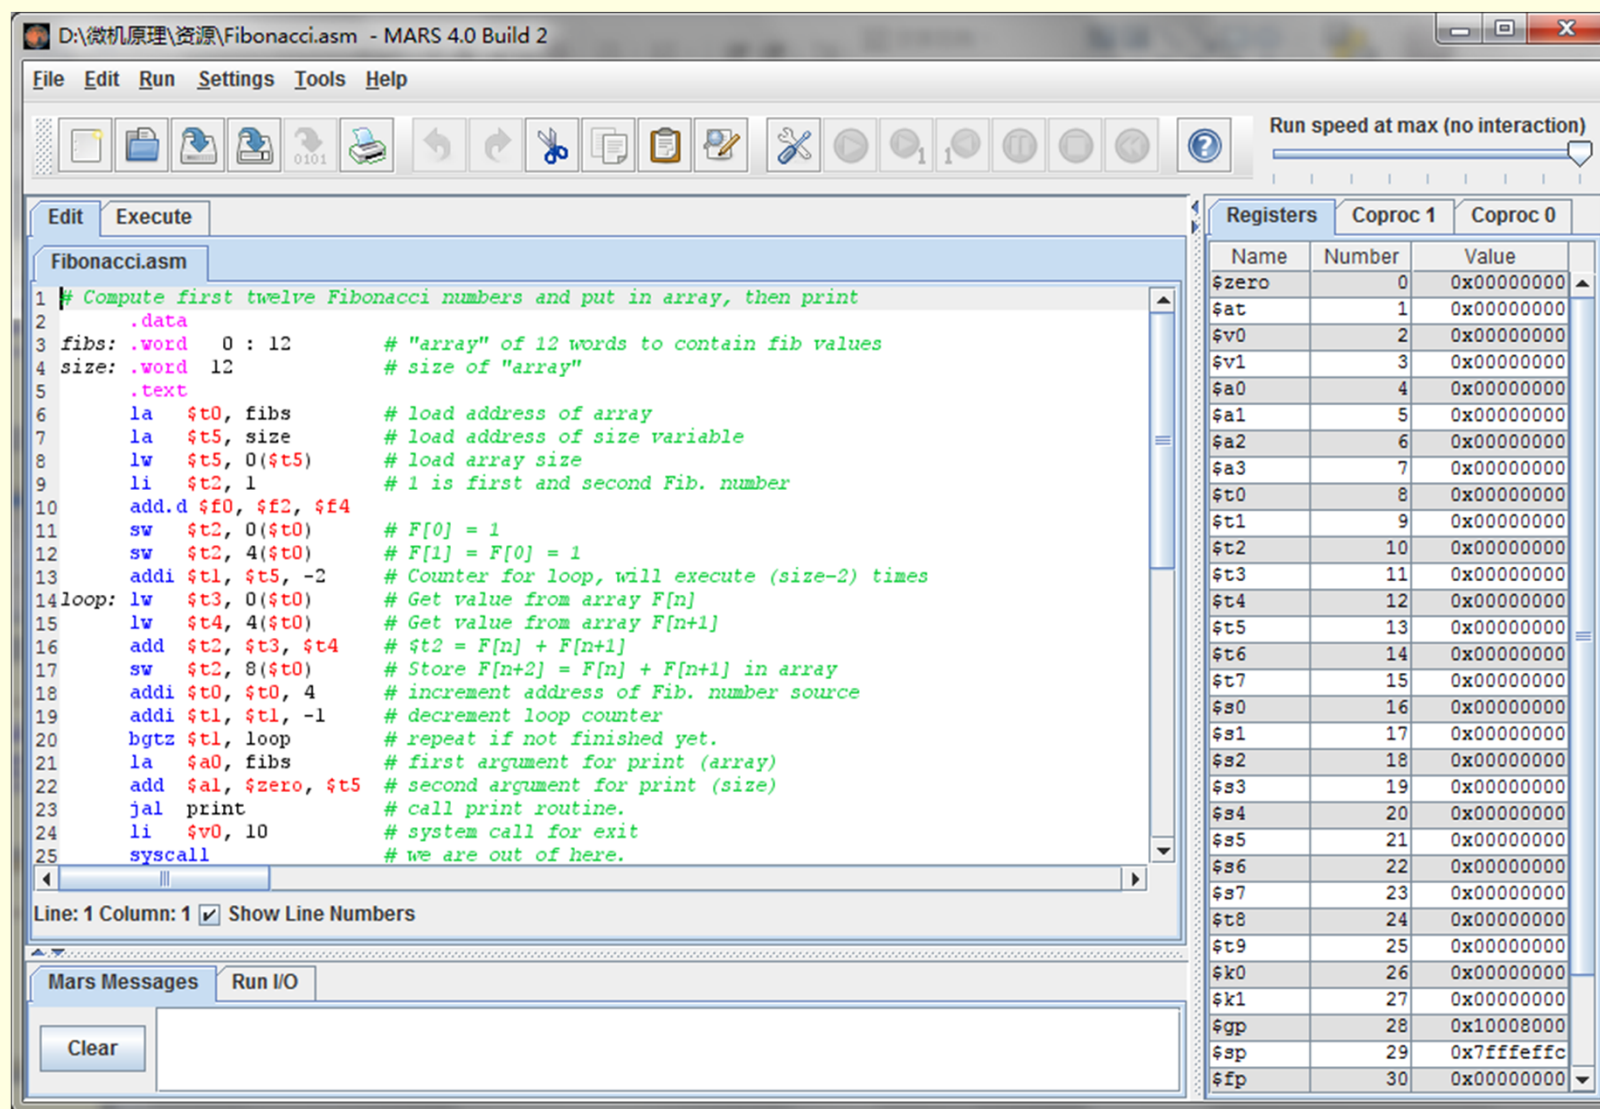 D:\微机原理\资源\Fibonacci.asm - MARS 4.0 Build 2
File Edit Run Settings Tools Help
Run speed at max (no interaction)
0101
1
1
Edit Execute
Fibonacci.asm
1 # Compute first twelve Fibonacci numbers and put in array, then print
2 .data
3 fibs: .word 0 : 12 # "array" of 12 words to contain fib values
4 size: .word 12 # size of "array"
5 .text
6 la $t0, fibs # load address of array
7 la $t5, size # load address of size variable
8 lw $t5, 0($t5) # load array size
9 li $t2, 1 # 1 is first and second Fib. number
10 add.d $f0, $f2, $f4
11 sw $t2, 0($t0) # F[0] = 1
12 sw $t2, 4($t0) # F[1] = F[0] = 1
13 addi $t1, $t5, -2 # Counter for loop, will execute (size-2) times
14 loop: lw $t3, 0($t0) # Get value from array F[n]
15 lw $t4, 4($t0) # Get value from array F[n+1]
16 add $t2, $t3, $t4 # $t2 = F[n] + F[n+1]
17 sw $t2, 8($t0) # Store F[n+2] = F[n] + F[n+1] in array
18 addi $t0, $t0, 4 # increment address of Fib. number source
19 addi $t1, $t1, -1 # decrement loop counter
20 bgtz $t1, loop # repeat if not finished yet.
21 la $a0, fibs # first argument for print (array)
22 add $a1, $zero, $t5 # second argument for print (size)
23 jal print # call print routine.
24 li $v0, 10 # system call for exit
25 syscall # we are out of here.
Line: 1 Column: 1 Show Line Numbers
Mars Messages Run I/O
Clear
Registers Coproc 1 Coproc 0
Name Number Value
$zero 0 0x00000000
$at 1 0x00000000
$v0 2 0x00000000
$v1 3 0x00000000
$a0 4 0x00000000
$a1 5 0x00000000
$a2 6 0x00000000
$a3 7 0x00000000
$t0 8 0x00000000
$t1 9 0x00000000
$t2 10 0x00000000
$t3 11 0x00000000
$t4 12 0x00000000
$t5 13 0x00000000
$t6 14 0x00000000
$t7 15 0x00000000
$s0 16 0x00000000
$s1 17 0x00000000
$s2 18 0x00000000
$s3 19 0x00000000
$s4 20 0x00000000
$s5 21 0x00000000
$s6 22 0x00000000
$s7 23 0x00000000
$t8 24 0x00000000
$t9 25 0x00000000
$k0 26 0x00000000
$k1 27 0x00000000
$gp 28 0x10008000
$sp 29 0x7fffeffc
$fp 30 0x00000000